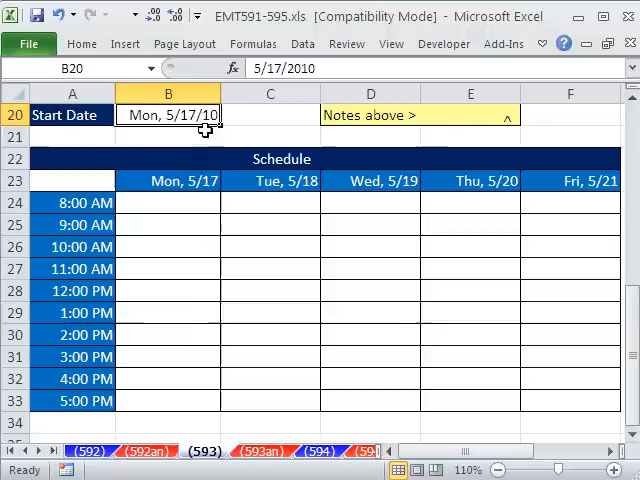 EMT591-595.xls [Compatibility Mode] - Microsoft Excel
File Home Insert Page Layout Formulas Data Review View Developer Add-Ins
B20 fx 5/17/2010
A B C D E F
20 Start Date Mon, 5/17/10 Notes above > ^
21
22 Schedule
23 Mon, 5/17 Tue, 5/18 Wed, 5/19 Thu, 5/20 Fri, 5/21
24 8:00 AM
25 9:00 AM
26 10:00 AM
27 11:00 AM
28 12:00 PM
29 1:00 PM
30 2:00 PM
31 3:00 PM
32 4:00 PM
33 5:00 PM
34
(592) (592an) (593) (593an) (594)
Ready 110%